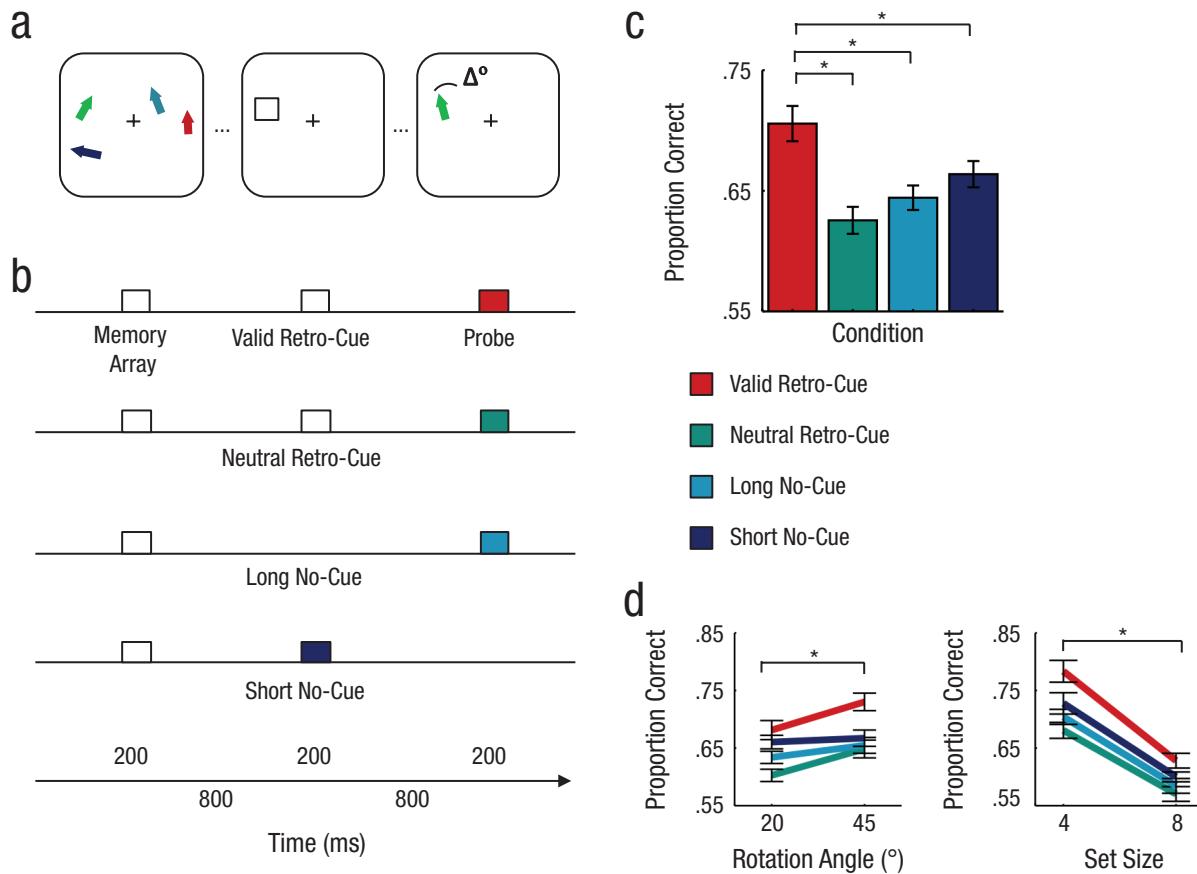 a
Δº
...
...
b
Memory
Array
Valid Retro-Cue
Probe
Neutral Retro-Cue
Long No-Cue
Short No-Cue
200
200
200
800
800
Time (ms)
c
*
*
*
.75
.65
.55
Proportion Correct
Condition
Valid Retro-Cue
Neutral Retro-Cue
Long No-Cue
Short No-Cue
d
.85
.75
.65
.55
Proportion Correct
*
20
45
Rotation Angle (°)
.85
.75
.65
.55
Proportion Correct
*
4
8
Set Size